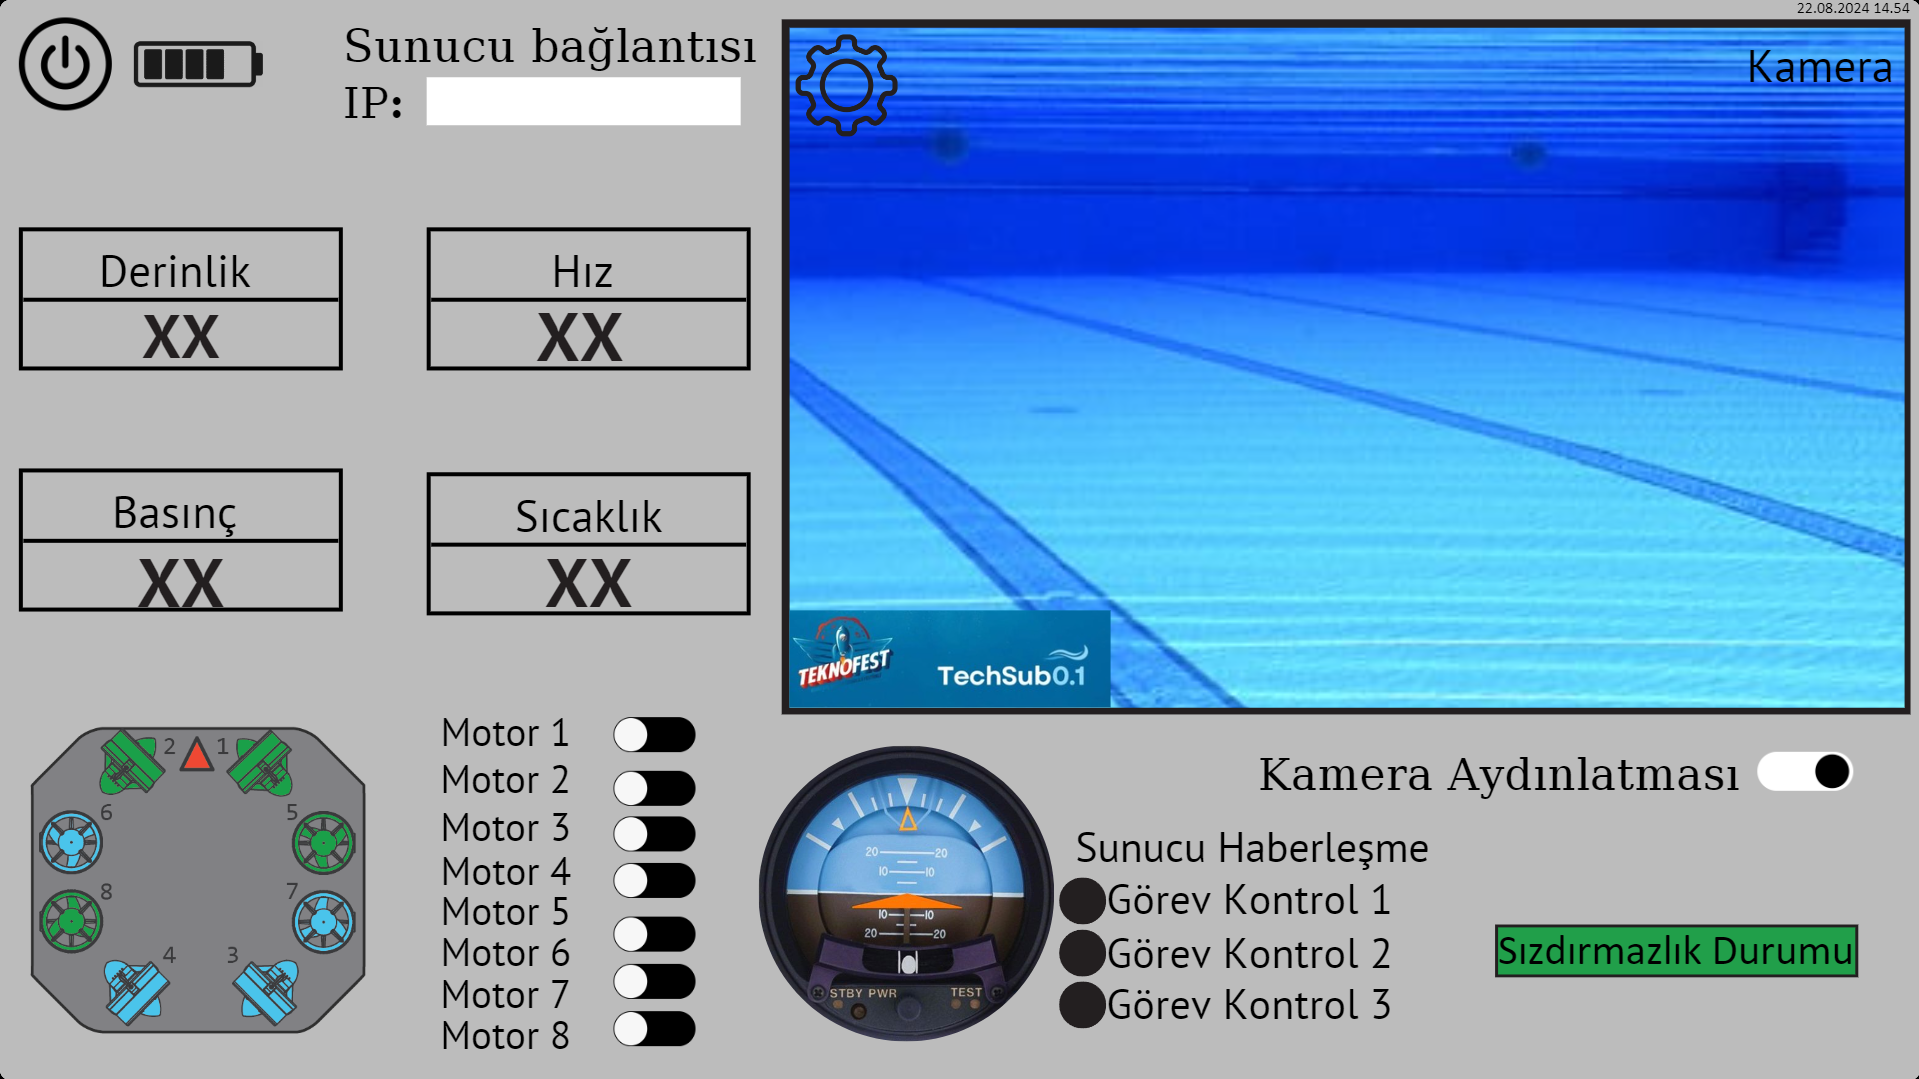 22.08.2024 14.54
Sunucu bağlantısı
IP:
Kamera
Derinlik
XX
Hız
XX
Basınç
XX
Sıcaklık
XX
TEKNOFEST
TechSub0.1
2 1
6 5
8 7
4 3
Motor 1
Motor 2
Motor 3
Motor 4
Motor 5
Motor 6
Motor 7
Motor 8
20 20
10 10
10 10
20 20
STBY PWR TEST
Kamera Aydınlatması
Sunucu Haberleşme
Görev Kontrol 1
Görev Kontrol 2
Görev Kontrol 3
Sızdırmazlık Durumu